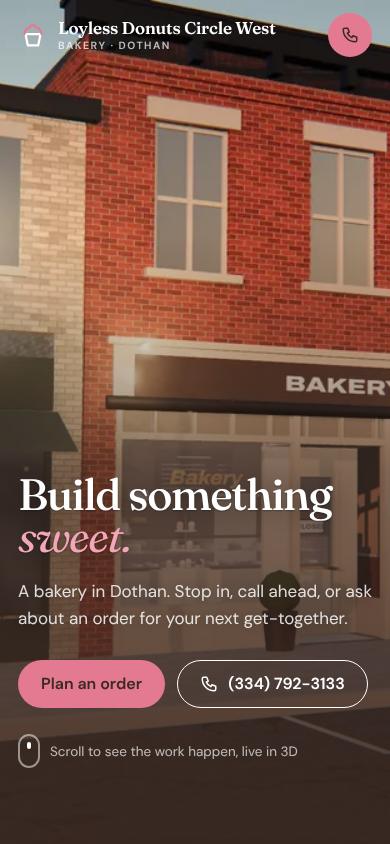 Loyless Donuts Circle West
BAKERY · DOTHAN
BAKERY
Bakery
CLOSED
Build something
sweet.
A bakery in Dothan. Stop in, call ahead, or ask
about an order for your next get-together.
Plan an order
(334) 792-3133
Scroll to see the work happen, live in 3D